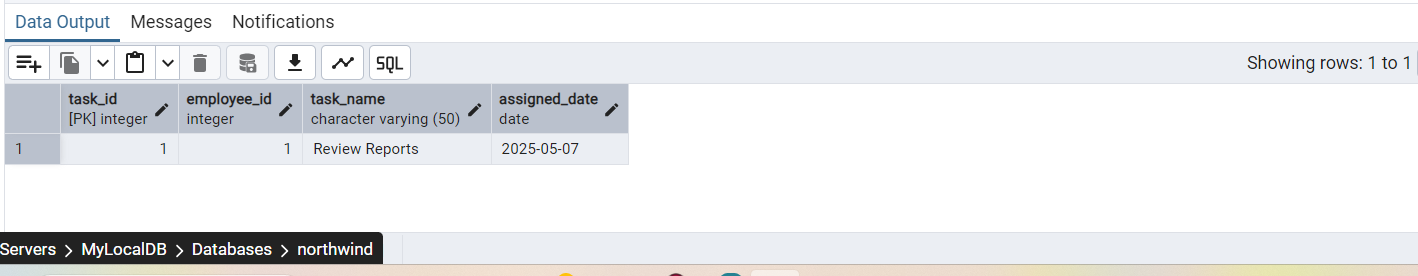 Data Output Messages Notifications
SQL Showing rows: 1 to 1
task_id employee_id task_name assigned_date
[PK] integer integer character varying (50) date
1 1 1 Review Reports 2025-05-07
Servers > MyLocalDB > Databases > northwind